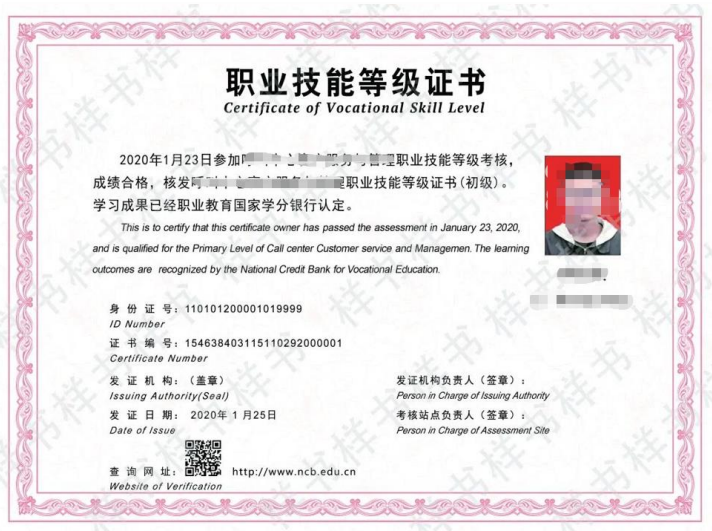 职业技能等级证书
Certificate of Vocational Skill Level
2020年1月23日参加 服务与管理职业技能等级考核，
成绩合格，核发 职业技能等级证书(初级)。
学习成果已经职业教育国家学分银行认定。
This is to certify that this certificate owner has passed the assessment in January 23, 2020,
and is qualified for the Primary Level of Call center Customer service and Managemen. The learning
outcomes are recognized by the National Credit Bank for Vocational Education.
身份证号：110101200001019999
ID Number
证书编号：154638403115110292000001
Certificate Number
发证机构：（盖章）
Issuing Authority(Seal)
发证机构负责人（签章）：
Person in Charge of Issuing Authority
发证日期：2020年1月25日
Date of Issue
考核站点负责人（签章）：
Person in Charge of Assessment Site
查询网址： http://www.ncb.edu.cn
Website of Verification
样书